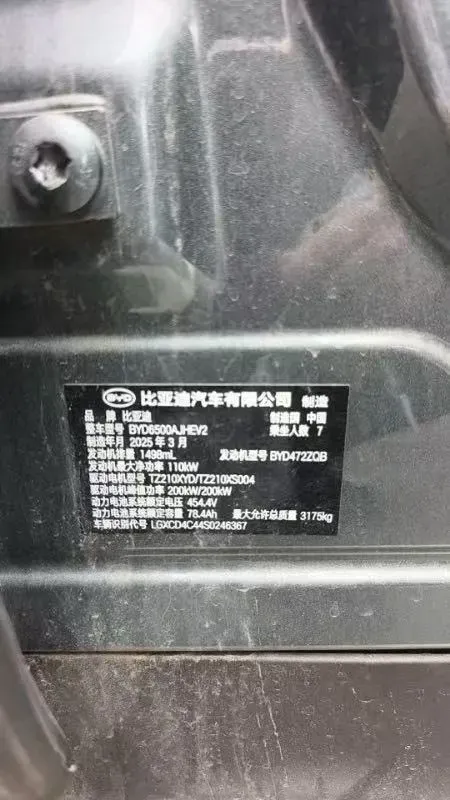 BYD 比亚迪汽车有限公司 制造
品 牌 比亚迪 制造国 中国
整车型号 BYD6500AJHEV2 乘坐人数 7
制造年月 2025 年 3 月
发动机排量 1498mL 发动机型号 BYD472ZQB
发动机最大净功率 110kW
驱动电机型号 TZ210XYD/TZ210XS004
驱动电机峰值功率 200kW/200kW
动力电池系统额定电压 454.4V
动力电池系统额定容量 78.4Ah 最大允许总质量 3175kg
车辆识别代号 LGXCD4C44S0246367